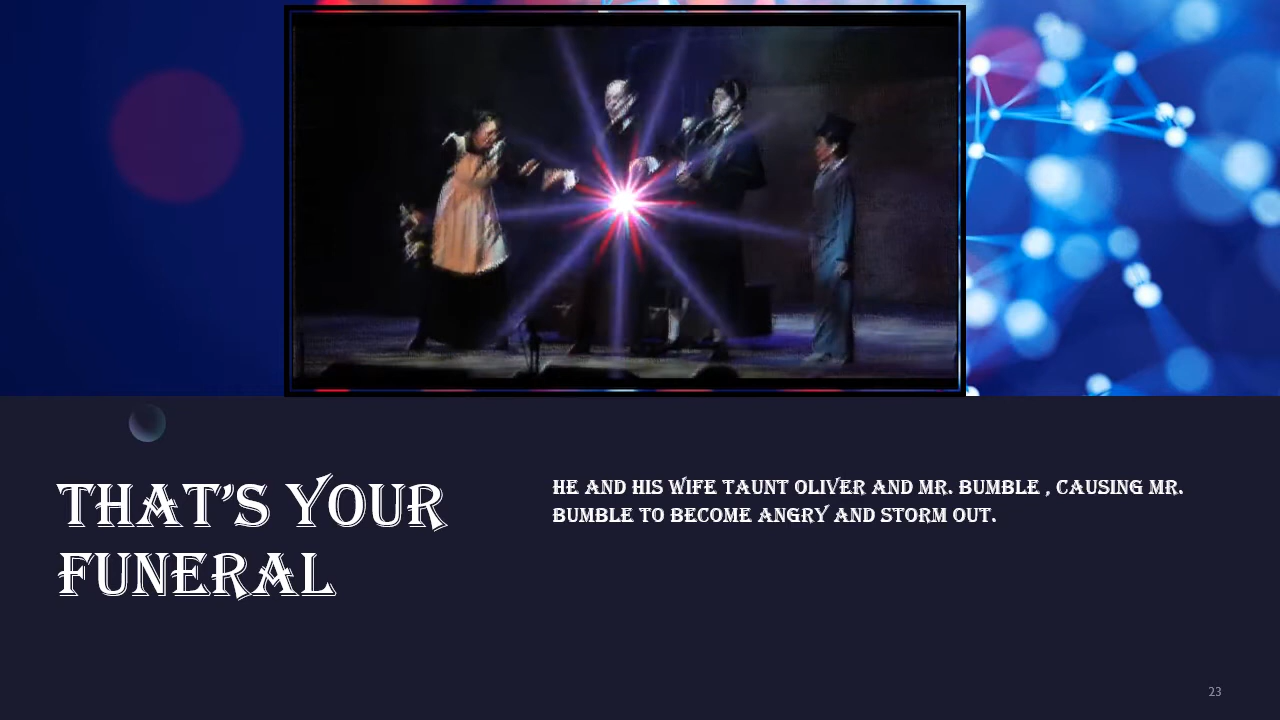 THAT'S YOUR
FUNERAL
HE AND HIS WIFE TAUNT OLIVER AND MR. BUMBLE , CAUSING MR.
BUMBLE TO BECOME ANGRY AND STORM OUT.
23